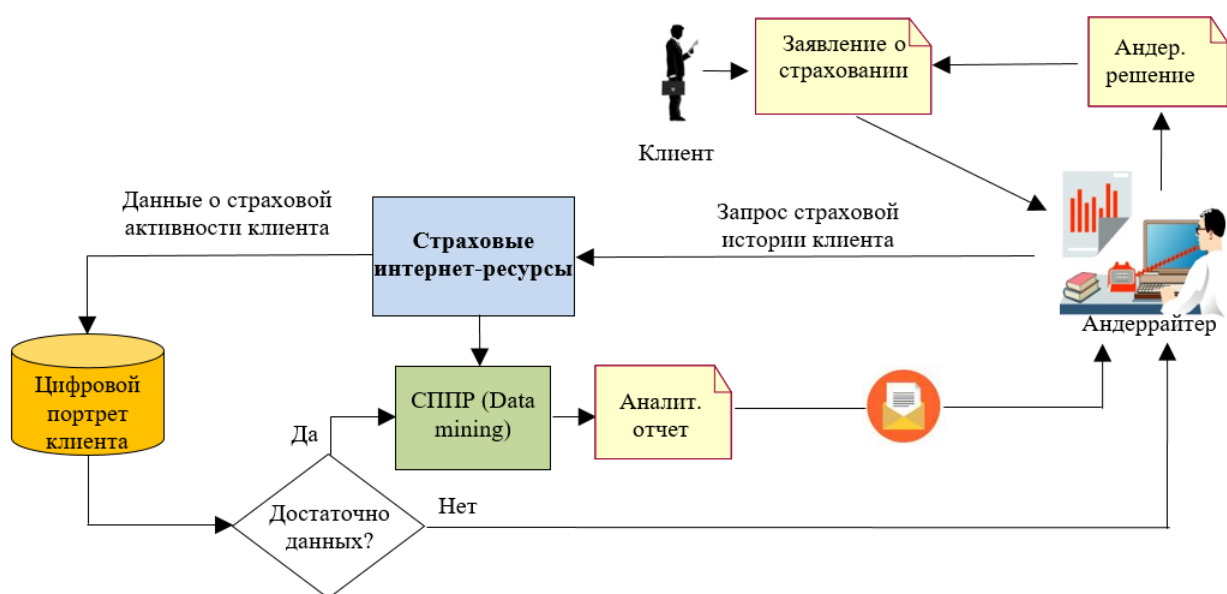 Заявление о
страховании
Андер.
решение
Клиент
Данные о страховой
активности клиента
Страховые
интернет-ресурсы
Запрос страховой
истории клиента
Андеррайтер
Цифровой
портрет
клиента
СППР (Data
mining)
Аналит.
отчет
Да
Достаточно
данных?
Нет